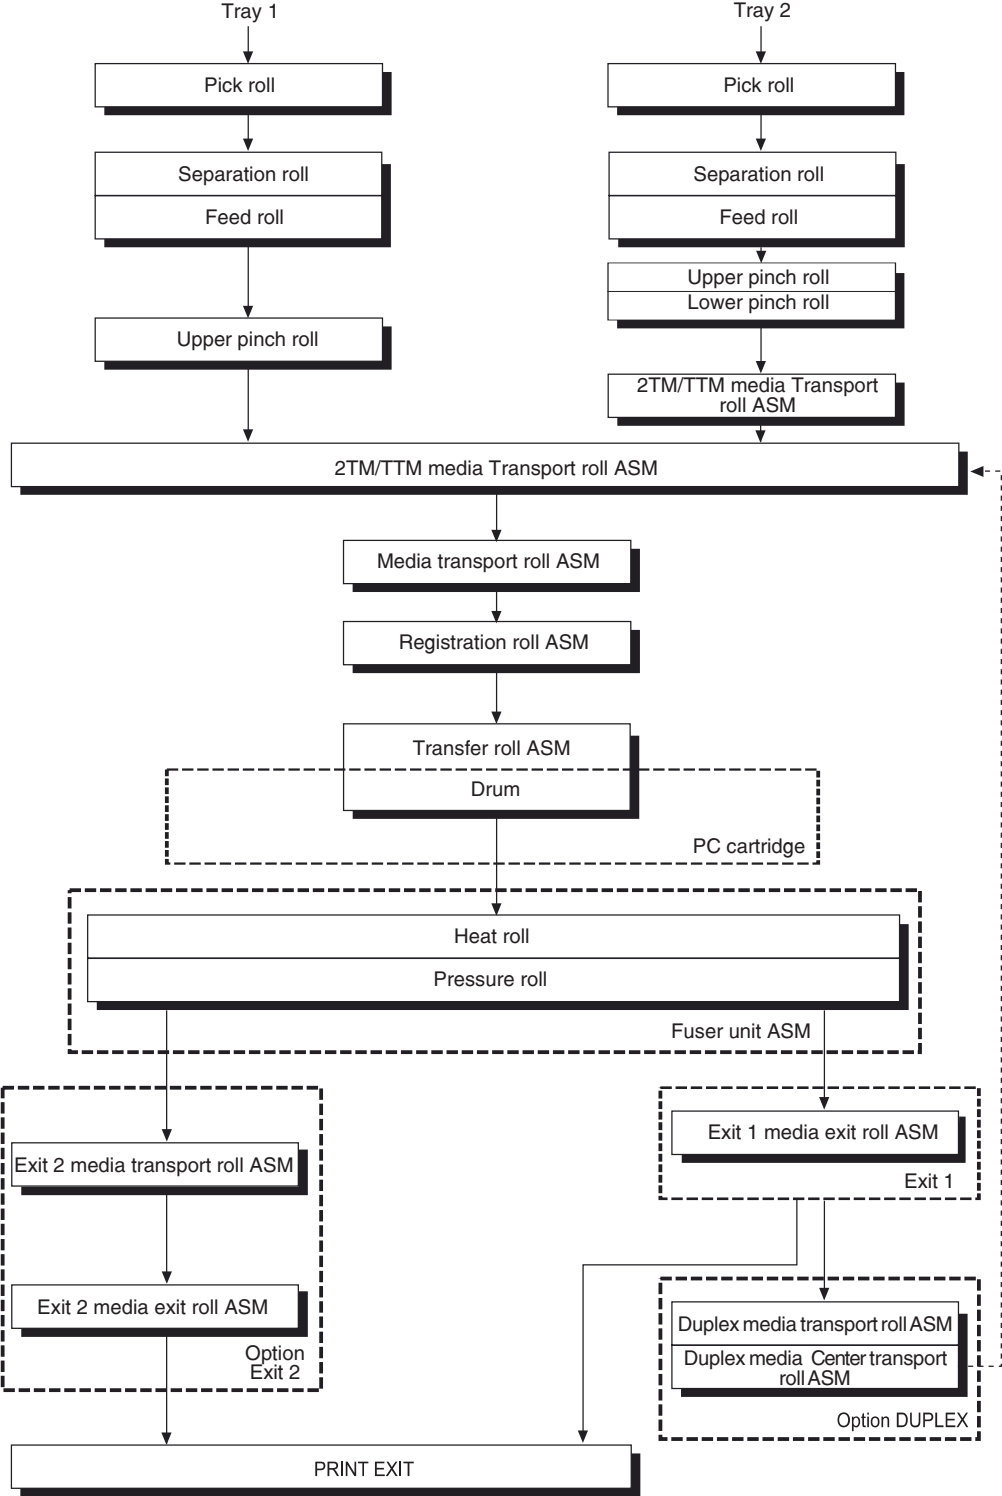 Tray 1
Tray 2
Pick roll
Pick roll
Separation roll
Feed roll
Separation roll
Feed roll
Upper pinch roll
Lower pinch roll
Upper pinch roll
2TM/TTM media Transport
roll ASM
2TM/TTM media Transport roll ASM
Media transport roll ASM
Registration roll ASM
Transfer roll ASM
Drum
PC cartridge
Heat roll
Pressure roll
Fuser unit ASM
Exit 1 media exit roll ASM
Exit 1
Exit 2 media transport roll ASM
Exit 2 media exit roll ASM
Option
Exit 2
Duplex media transport roll ASM
Duplex media Center transport
roll ASM
Option DUPLEX
PRINT EXIT